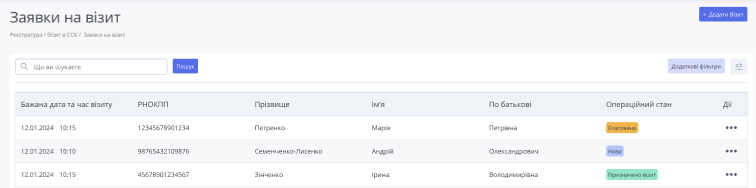 Заявки на візит
+ Додати Візит
Реєстратура / Візит в ССК / Заявки на візит
Що ви шукаєте
Пошук
Додаткові фільтри
Бажана дата та час візиту РНОКПП Прізвище Ім'я По батькові Операційний стан Дії
12.01.2024 10:15 12345678901234 Петренко Марія Петрівна Скасована
12.01.2024 10:10 98765432109876 Семенченко-Лисенко Андрій Олександрович Нова
12.01.2024 10:15 45678901234567 Зінченко Ірина Володимирівна Призначено візит